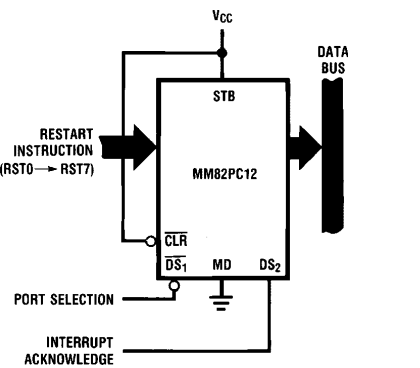 VCC
DATA
BUS
STB
RESTART
INSTRUCTION
(RST0→RST7)
MM82PC12
CLR
DS1 MD DS2
PORT SELECTION
INTERRUPT
ACKNOWLEDGE